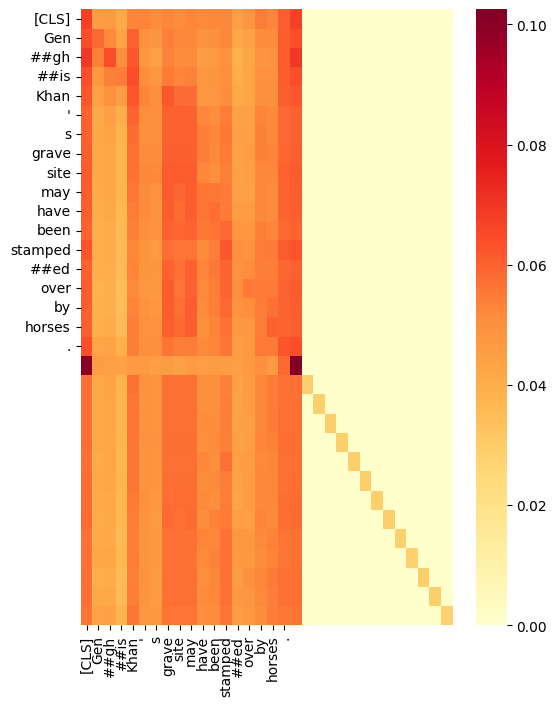 [CLS]
Gen
##gh
##is
Khan
'
s
grave
site
may
have
been
stamped
##ed
over
by
horses
.
0.10
0.08
0.06
0.04
0.02
0.00
[CLS]
Gen
##gh
##is
Khan
'
s
grave
site
may
have
been
stamped
##ed
over
by
horses
.